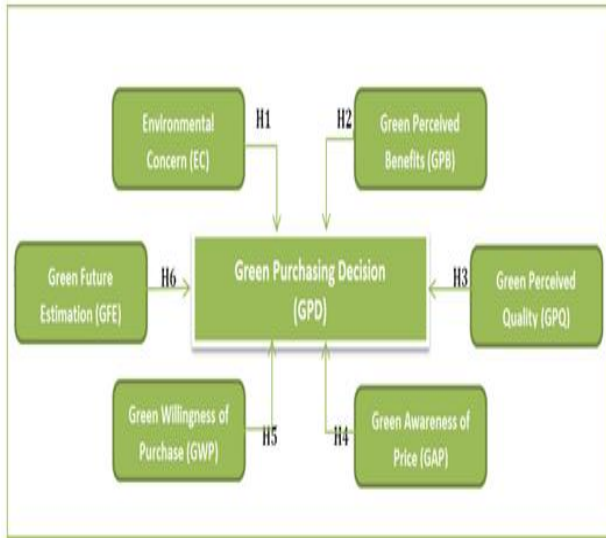 Environmental
Concern (EC)
H1
H2
Green Perceived
Benefits (GPB)
Green Future
Estimation (GFE)
H6
Green Purchasing Decision
(GPD)
H3
Green Perceived
Quality (GPQ)
Green Willingness of
Purchase (GWP)
H5
H4
Green Awareness of
Price (GAP)